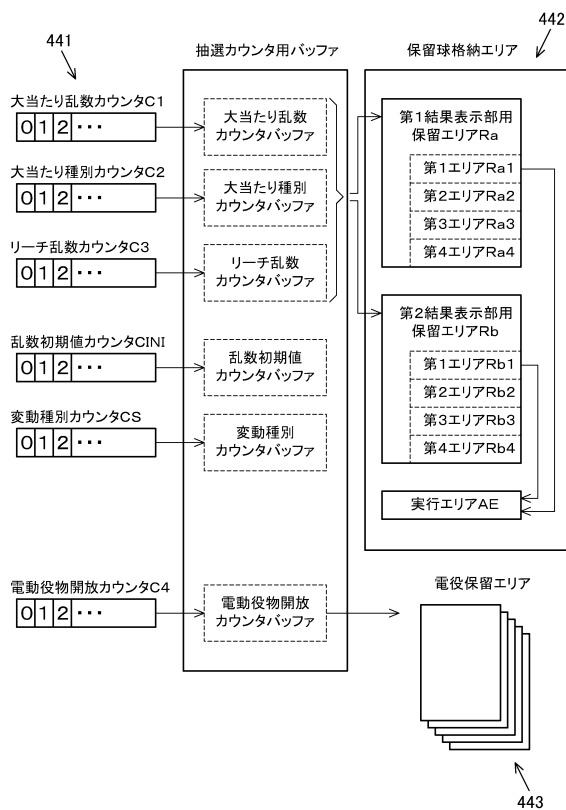 441
442
抽選カウンタ用バッファ
保留球格納エリア
大当たり乱数カウンタC1
0 1 2 ･･･
大当たり乱数
カウンタバッファ
大当たり種別カウンタC2
0 1 2 ･･･
大当たり種別
カウンタバッファ
リーチ乱数カウンタC3
0 1 2 ･･･
リーチ乱数
カウンタバッファ
乱数初期値カウンタCINI
0 1 2 ･･･
乱数初期値
カウンタバッファ
変動種別カウンタCS
0 1 2 ･･･
変動種別
カウンタバッファ
電動役物開放カウンタC4
0 1 2 ･･･
電動役物開放
カウンタバッファ
第1結果表示部用
保留エリアRa
第1エリアRa1
第2エリアRa2
第3エリアRa3
第4エリアRa4
第2結果表示部用
保留エリアRb
第1エリアRb1
第2エリアRb2
第3エリアRb3
第4エリアRb4
実行エリアAE
電役保留エリア
443